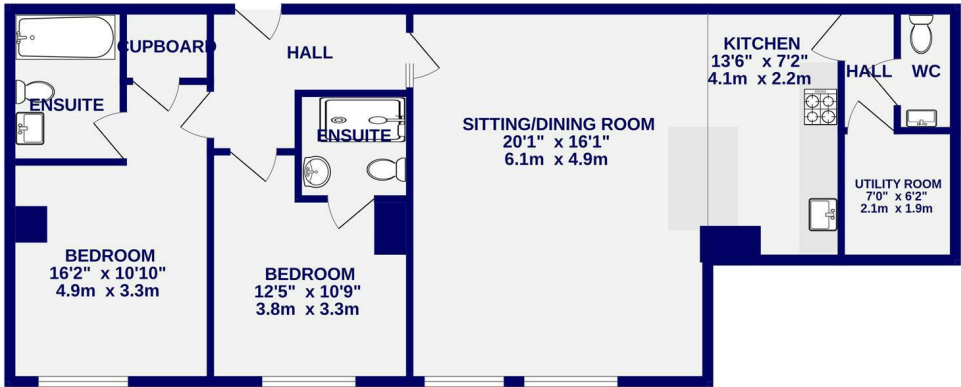 CUPBOARD
HALL
ENSUITE
ENSUITE
SITTING/DINING ROOM
20'1" x 16'1"
6.1m x 4.9m
KITCHEN
13'6" x 7'2"
4.1m x 2.2m
HALL
WC
UTILITY ROOM
7'0" x 6'2"
2.1m x 1.9m
BEDROOM
16'2" x 10'10"
4.9m x 3.3m
BEDROOM
12'5" x 10'9"
3.8m x 3.3m